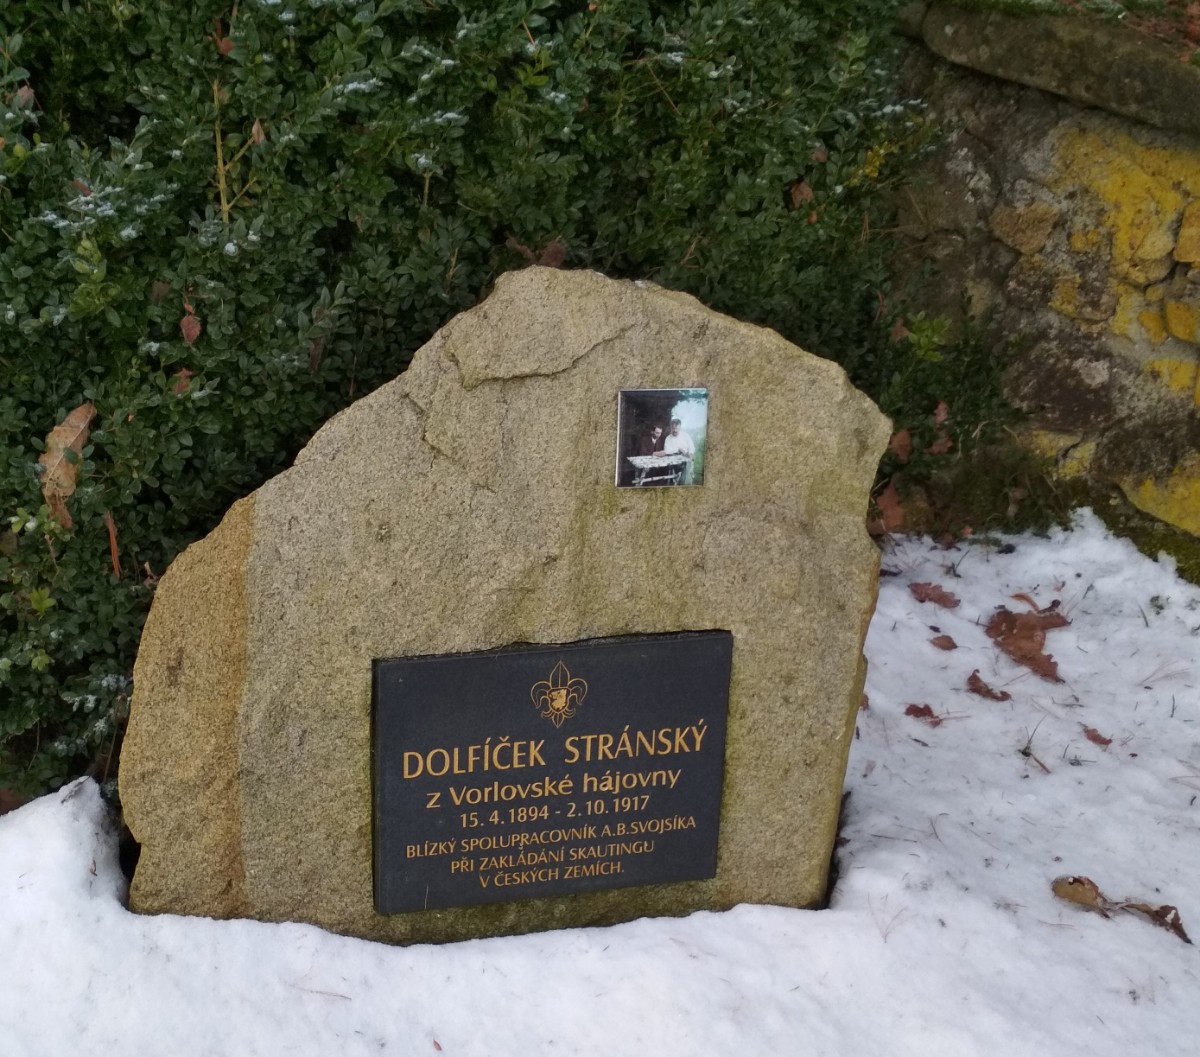 DOLFÍČEK STRÁNSKÝ
z Vorlovské hájovny
15.4.1894 - 2.10.1917
BLÍZKÝ SPOLUPRACOVNÍK A.B.SVOJSÍKA
PŘI ZAKLÁDÁNÍ SKAUTINGU
V ČESKÝCH ZEMÍCH.